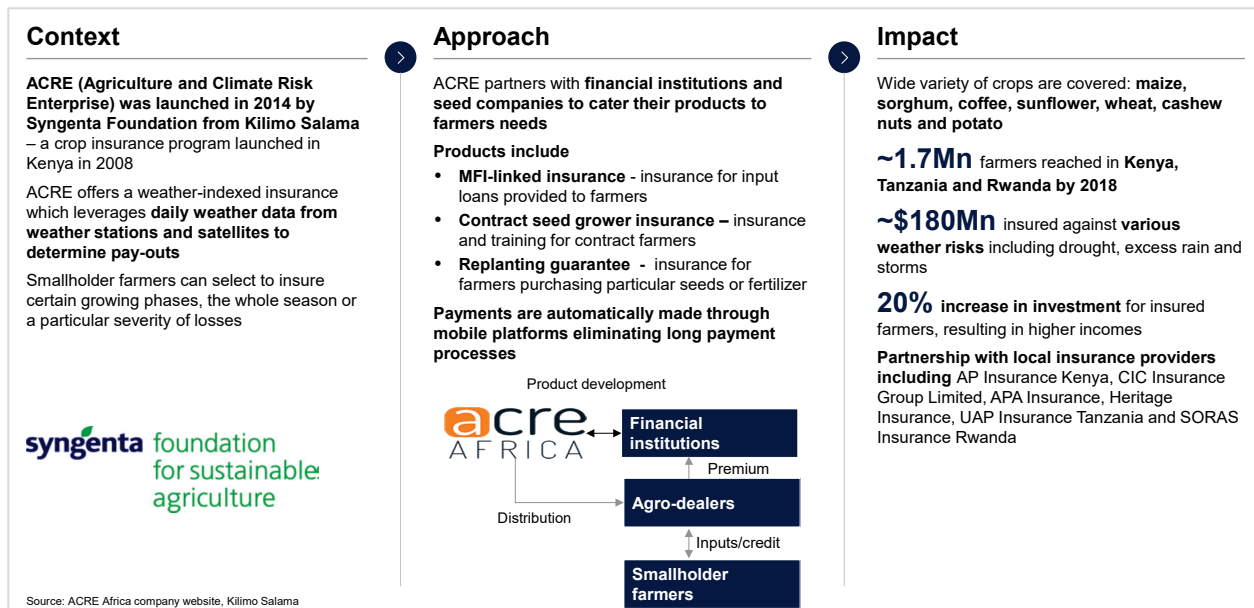 Context
ACRE (Agriculture and Climate Risk
Enterprise) was launched in 2014 by
Syngenta Foundation from Kilimo Salama
– a crop insurance program launched in
Kenya in 2008
ACRE offers a weather-indexed insurance
which leverages daily weather data from
weather stations and satellites to
determine pay-outs
Smallholder farmers can select to insure
certain growing phases, the whole season or
a particular severity of losses
syngenta foundation
for sustainable
agriculture
Source: ACRE Africa company website, Kilimo Salama
Approach
ACRE partners with financial institutions and
seed companies to cater their products to
farmers needs
Products include
• MFI-linked insurance - insurance for input
loans provided to farmers
• Contract seed grower insurance – insurance
and training for contract farmers
• Replanting guarantee - insurance for
farmers purchasing particular seeds or fertilizer
Payments are automatically made through
mobile platforms eliminating long payment
processes
Product development
acre
AFRICA
Financial
institutions
Premium
Agro-dealers
Distribution
Inputs/credit
Smallholder
farmers
Impact
Wide variety of crops are covered: maize,
sorghum, coffee, sunflower, wheat, cashew
nuts and potato
~1.7Mn farmers reached in Kenya,
Tanzania and Rwanda by 2018
~$180Mn insured against various
weather risks including drought, excess rain and
storms
20% increase in investment for insured
farmers, resulting in higher incomes
Partnership with local insurance providers
including AP Insurance Kenya, CIC Insurance
Group Limited, APA Insurance, Heritage
Insurance, UAP Insurance Tanzania and SORAS
Insurance Rwanda